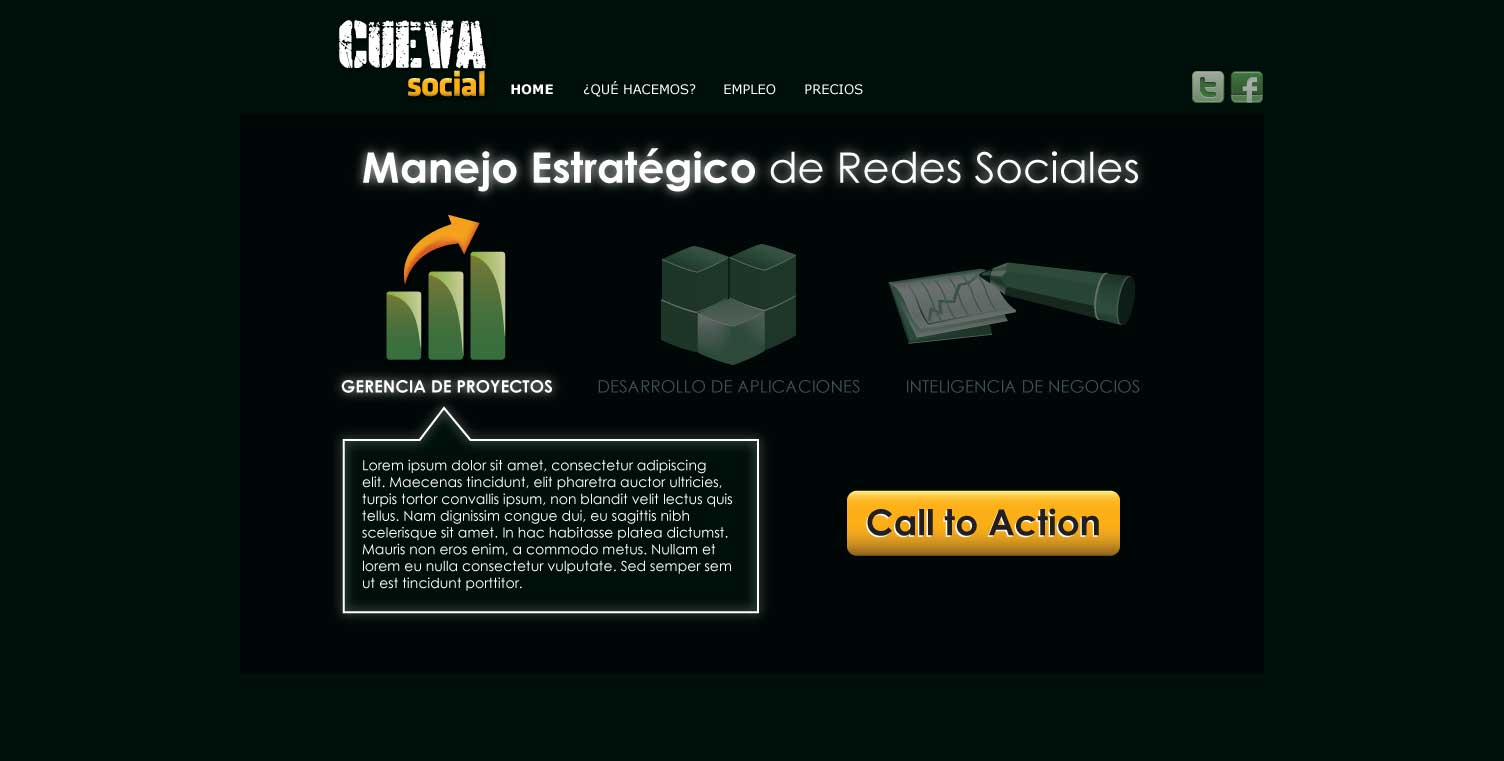 CUEVA
social
HOME ¿QUÉ HACEMOS? EMPLEO PRECIOS
Manejo Estratégico de Redes Sociales
GERENCIA DE PROYECTOS DESARROLLO DE APLICACIONES INTELIGENCIA DE NEGOCIOS
Lorem ipsum dolor sit amet, consectetur adipiscing
elit. Maecenas tincidunt, elit pharetra auctor ultricies,
turpis tortor convallis ipsum, non blandit velit lectus quis
tellus. Nam dignissim congue dui, eu sagittis nibh
scelerisque sit amet. In hac habitasse platea dictumst.
Mauris non eros enim, a commodo metus. Nullam et
lorem eu nulla consectetur vulputate. Sed semper sem
ut est tincidunt porttitor.
Call to Action